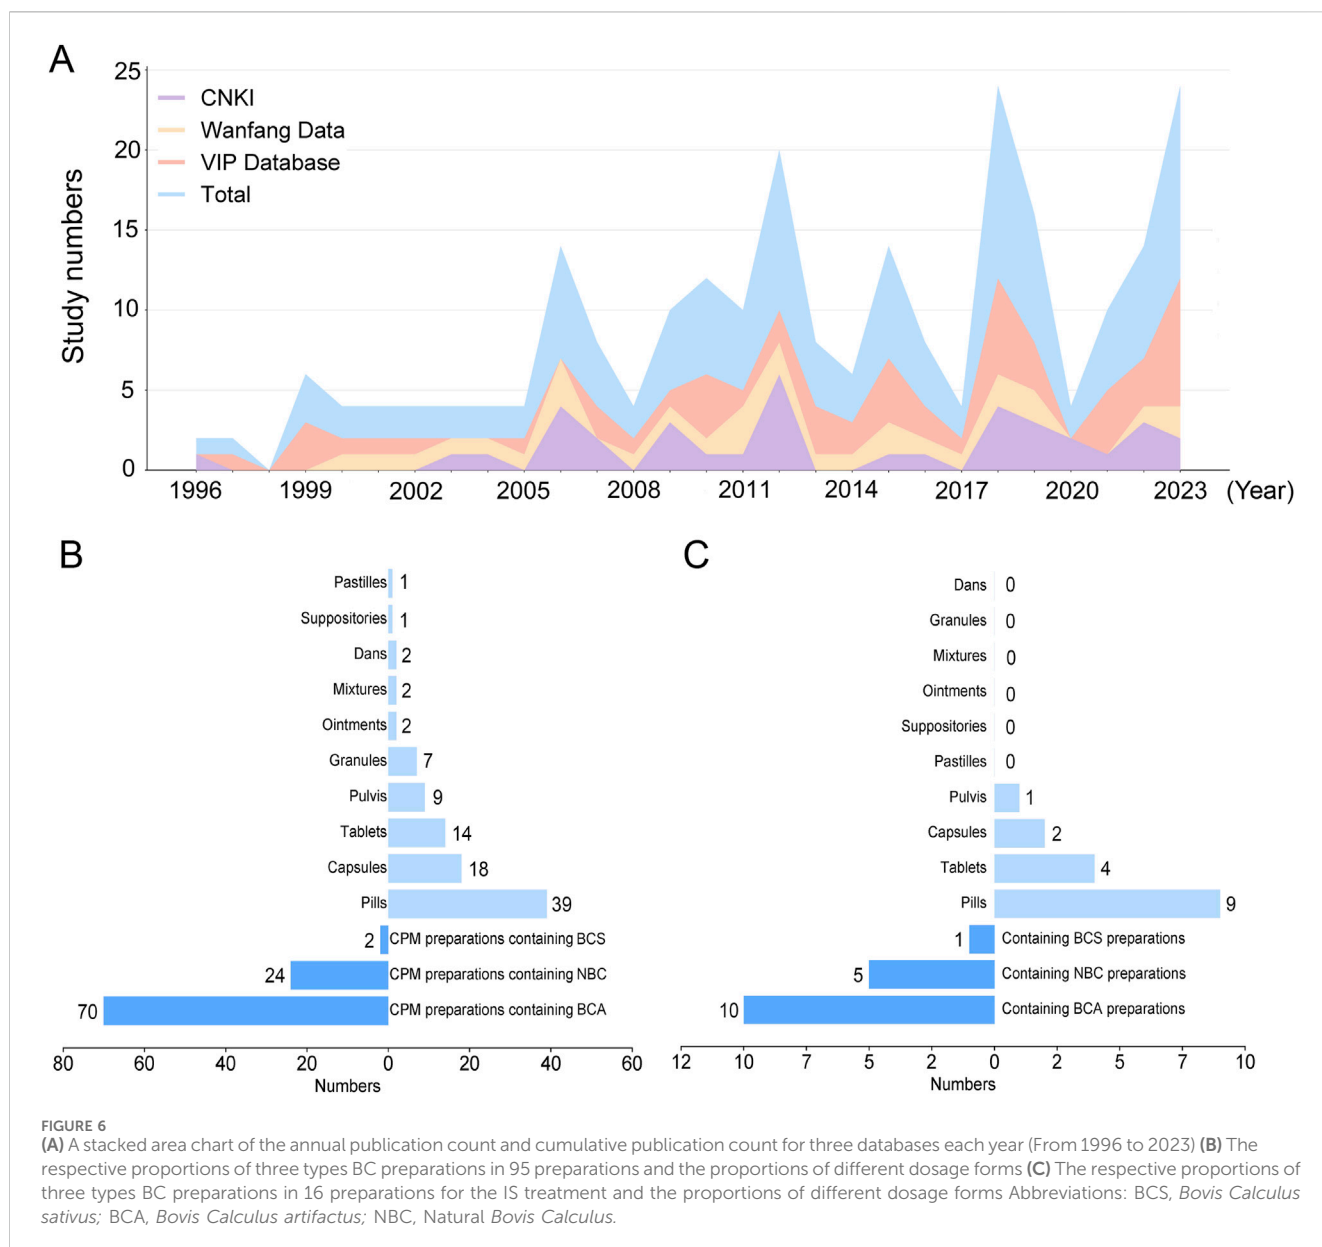 A
25
20
15
10
5
0
Study numbers
CNKI
Wanfang Data
VIP Database
Total
1996 1999 2002 2005 2008 2011 2014 2017 2020 2023 (Year)
B
Pastilles 1
Suppositories 1
Dans 2
Mixtures 2
Ointments 2
Granules 7
Pulvis 9
Tablets 14
Capsules 18
Pills 39
2 CPM preparations containing BCS
24 CPM preparations containing NBC
70 CPM preparations containing BCA
80 60 40 20 0 20 40 60
Numbers
C
Dans 0
Granules 0
Mixtures 0
Ointments 0
Suppositories 0
Pastilles 0
Pulvis 1
Capsules 2
Tablets 4
Pills 9
1 Containing BCS preparations
5 Containing NBC preparations
10 Containing BCA preparations
12 10 7 5 2 0 2 5 7 10
Numbers
FIGURE 6
(A) A stacked area chart of the annual publication count and cumulative publication count for three databases each year (From 1996 to 2023) (B) The
respective proportions of three types BC preparations in 95 preparations and the proportions of different dosage forms (C) The respective proportions of
three types BC preparations in 16 preparations for the IS treatment and the proportions of different dosage forms Abbreviations: BCS, Bovis Calculus
sativus; BCA, Bovis Calculus artifactus; NBC, Natural Bovis Calculus.